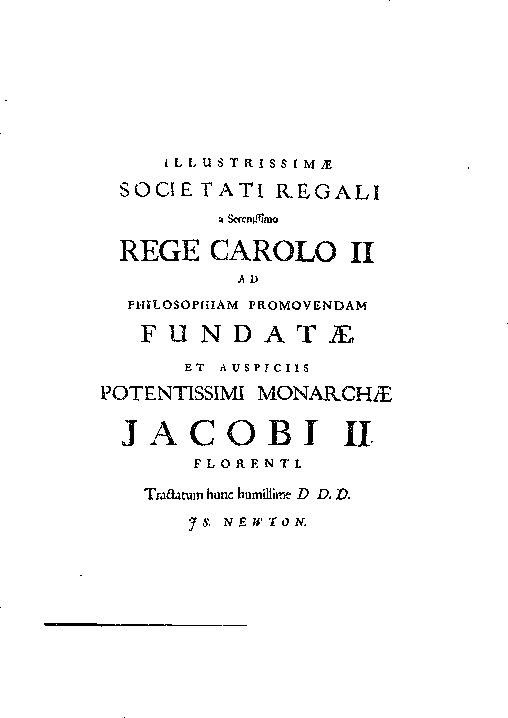 ILLUSTRISSIMÆ
SOCIETATI REGALI
a Serenissimo
REGE CAROLO II
AD
PHILOSOPHIAM PROMOVENDAM
FUNDATÆ,
ET AUSPICIIS
POTENTISSIMI MONARCHÆ
JACOBI II.
FLORENTI.
Tractatum hunc humillime D. D. D.
JS. NEWTON.